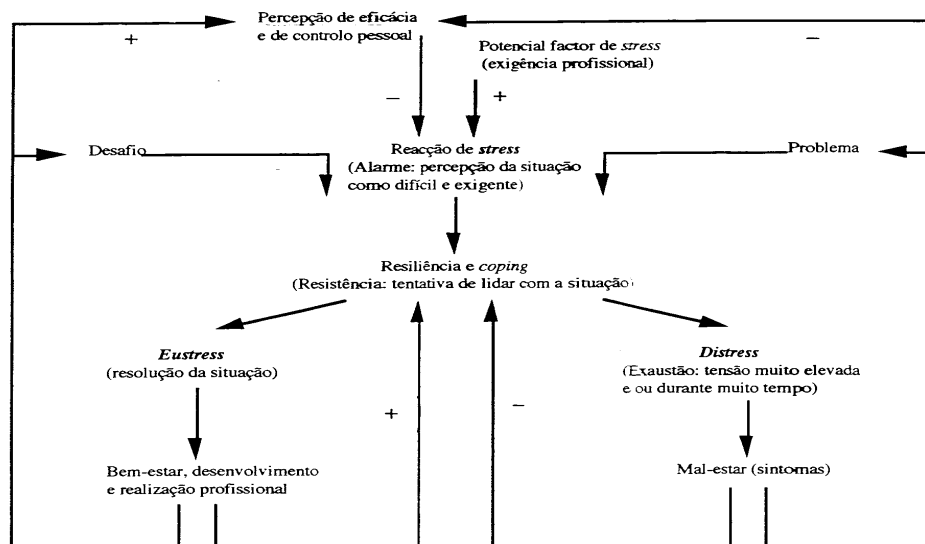 Percepção de eficácia
e de controlo pessoal
+
−
Potencial factor de stress
(exigência profissional)
−
+
Desafio
Reacção de stress
(Alarme: percepção da situação
como difícil e exigente)
Problema
Resiliência e coping
(Resistência: tentativa de lidar com a situação)
Eustress
(resolução da situação)
Distress
(Exaustão: tensão muito elevada
e ou durante muito tempo)
+
−
Bem-estar, desenvolvimento
e realização profissional
Mal-estar (sintomas)